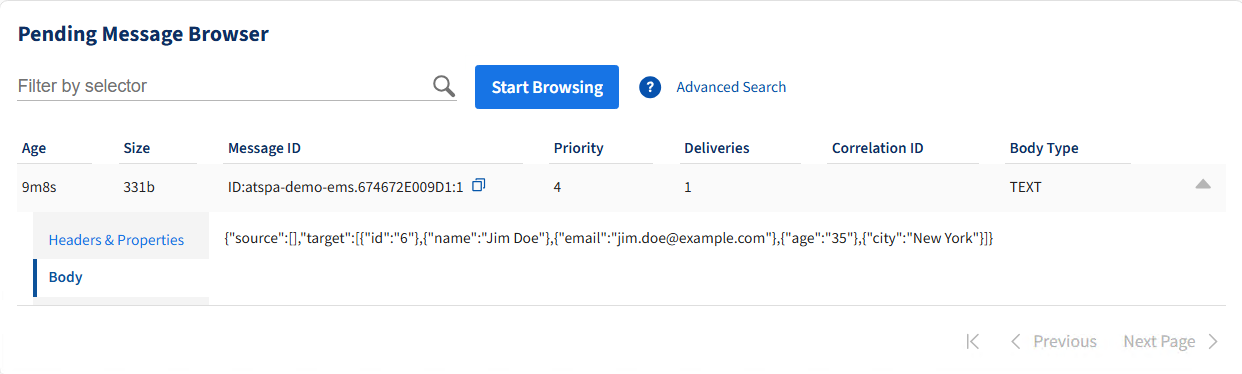 Pending Message Browser
Filter by selector Start Browsing ? Advanced Search
Age Size Message ID Priority Deliveries Correlation ID Body Type
9m8s 331b ID:atspa-demo-ems.674672E009D1:1 4 1 TEXT
Headers & Properties
{"source":[],"target":[{"id":"6"},{"name":"Jim Doe"},{"email":"jim.doe@example.com"},{"age":"35"},{"city":"New York"}]}
Body
Previous Next Page